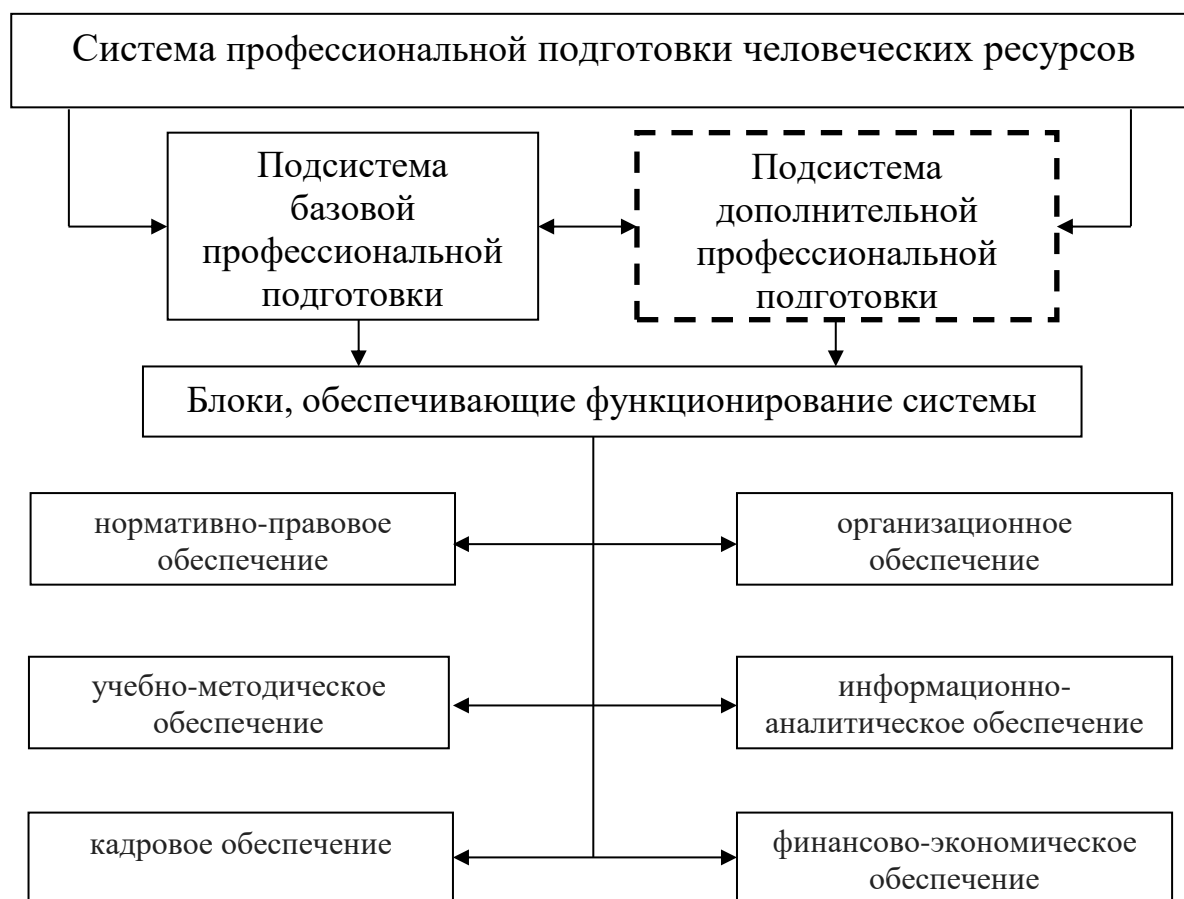 Система профессиональной подготовки человеческих ресурсов
Подсистема
базовой
профессиональной
подготовки
Подсистема
дополнительной
профессиональной
подготовки
Блоки, обеспечивающие функционирование системы
нормативно-правовое
обеспечение
организационное
обеспечение
учебно-методическое
обеспечение
информационно-
аналитическое обеспечение
кадровое обеспечение
финансово-экономическое
обеспечение